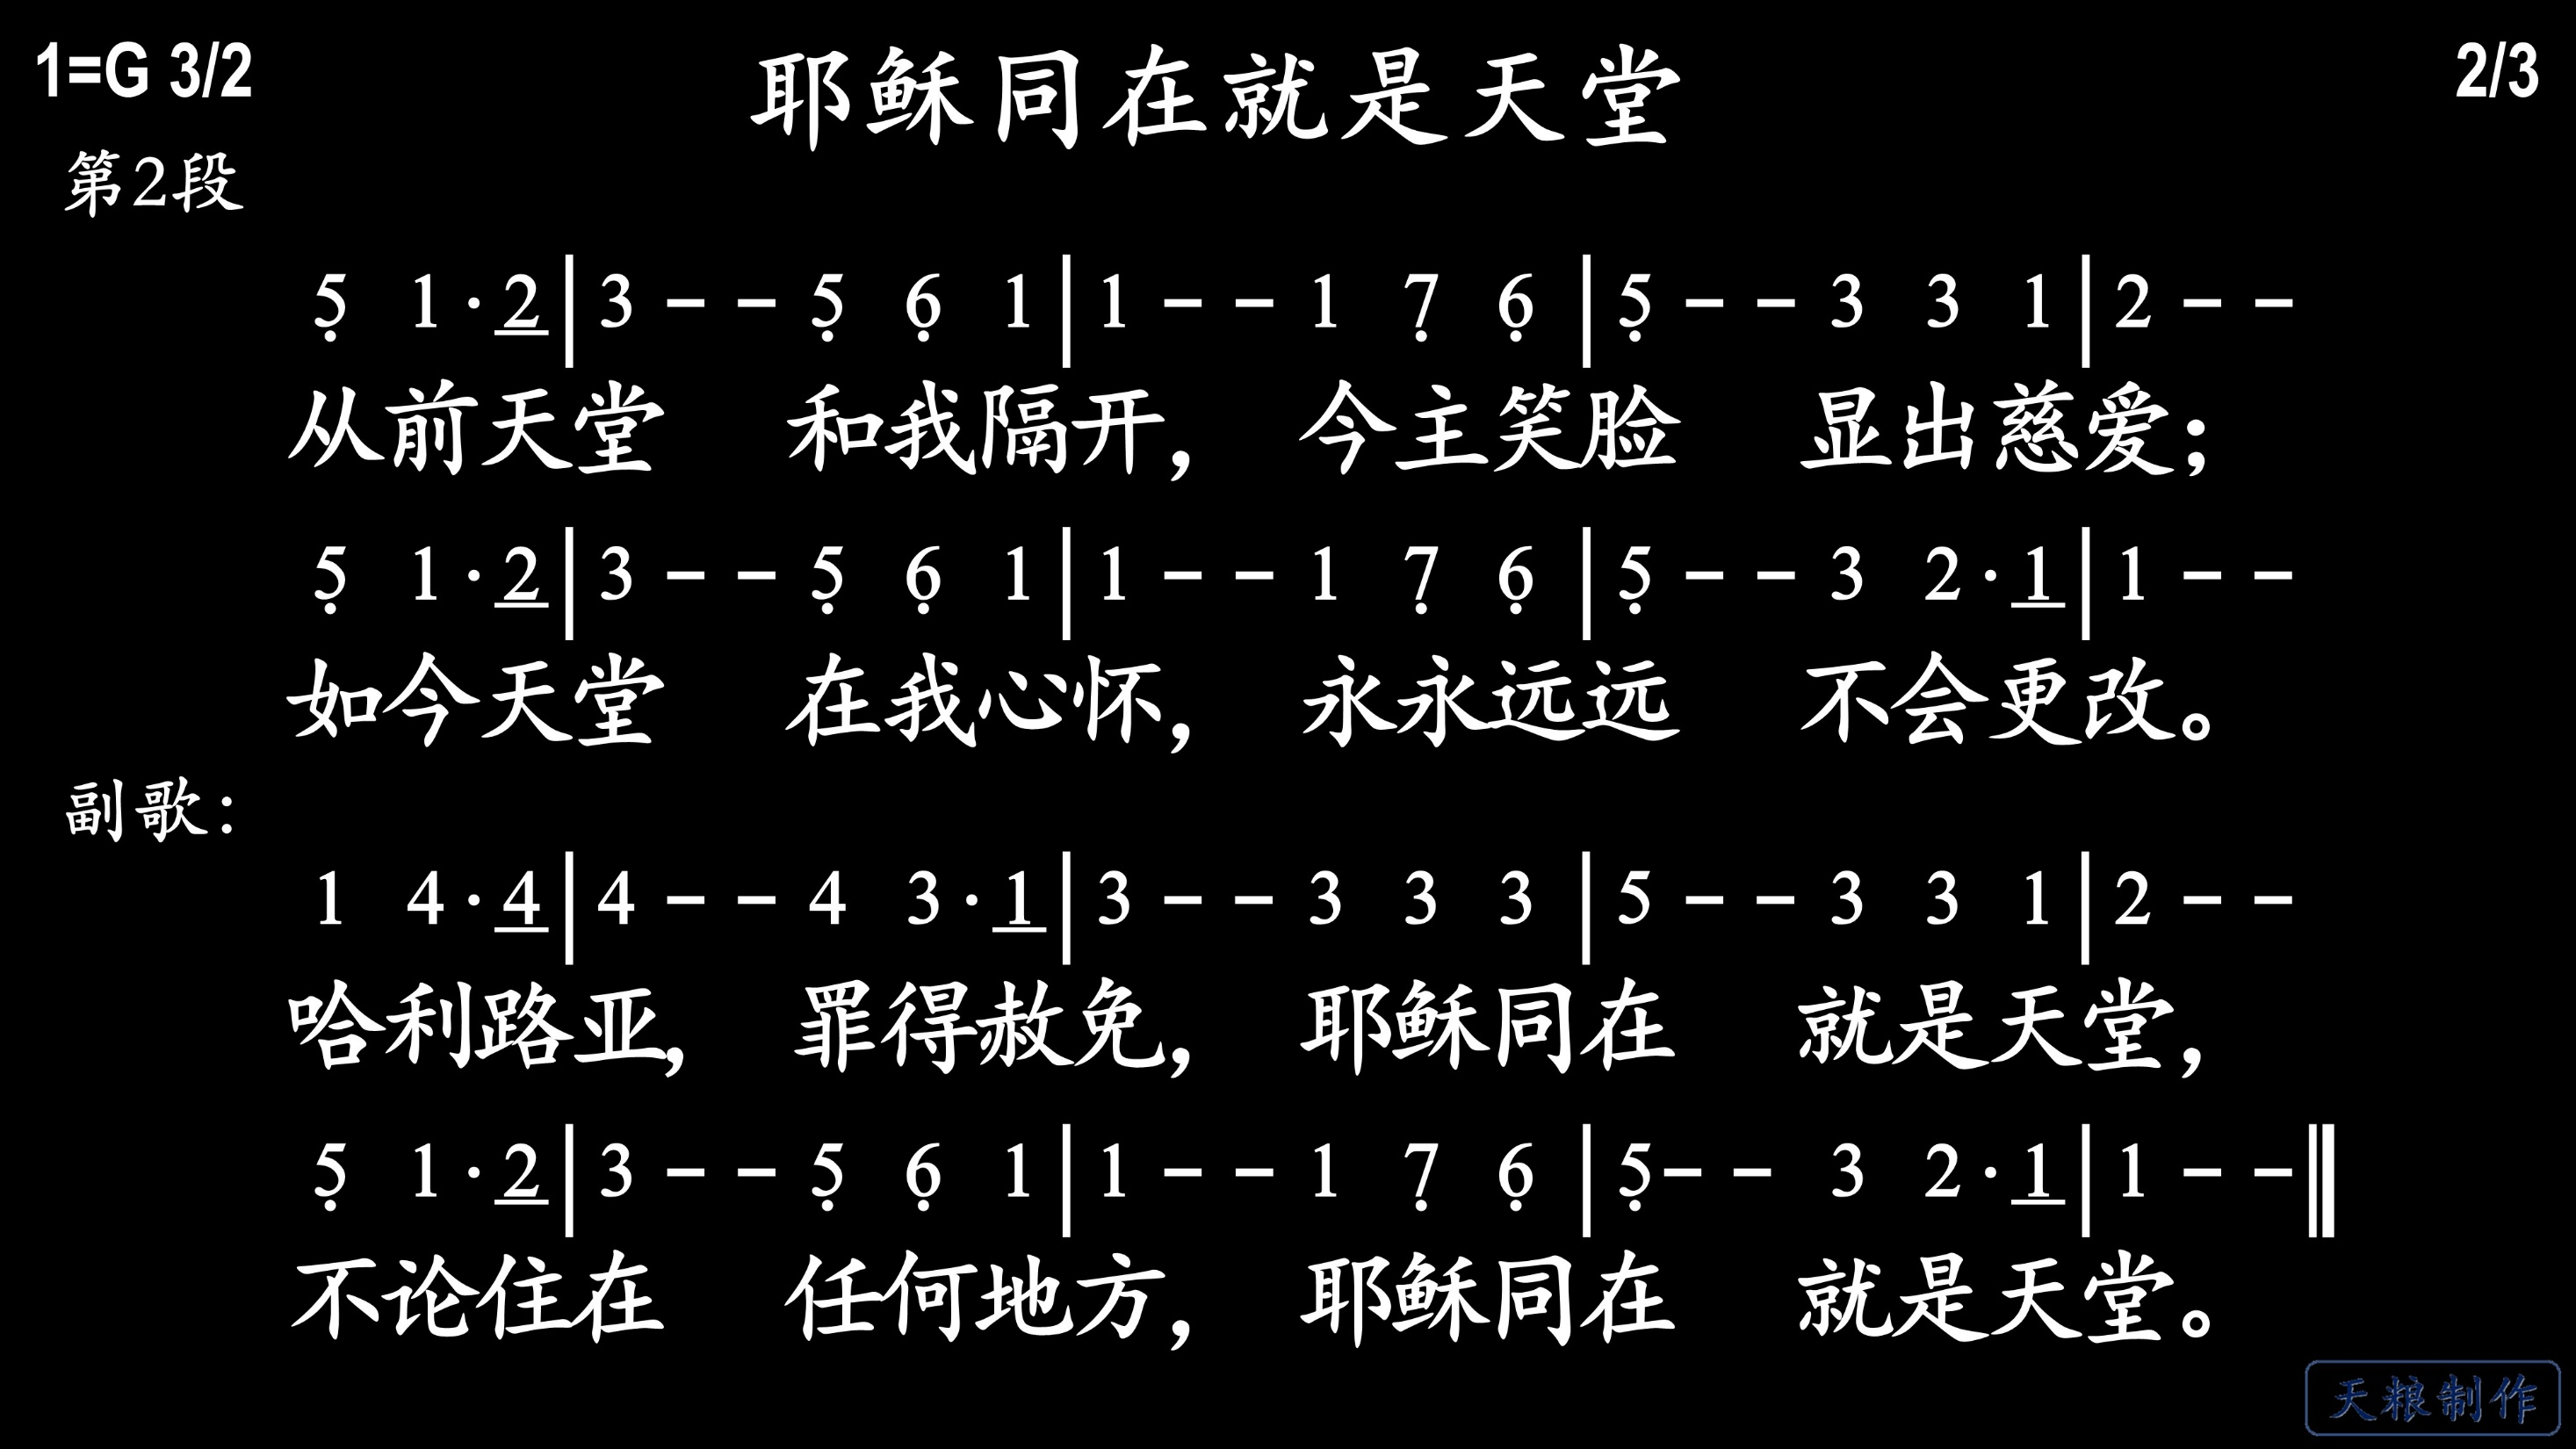 1=G 3/2 耶稣同在就是天堂 2/3
第2段
5̣ 1 · 2̲ | 3 – – 5̣ 6̣ 1 | 1 – – 1 7̣ 6̣ | 5̣ – – 3 3 1 | 2 – –
从前天堂 和我隔开， 今主笑脸 显出慈爱；
5̣ 1 · 2̲ | 3 – – 5̣ 6̣ 1 | 1 – – 1 7̣ 6̣ | 5̣ – – 3 2 · 1̲ | 1 – –
如今天堂 在我心怀， 永永远远 不会更改。
副歌：
1 4 · 4̲ | 4 – – 4 3 · 1̲ | 3 – – 3 3 3 | 5 – – 3 3 1 | 2 – –
哈利路亚， 罪得赦免， 耶稣同在 就是天堂，
5̣ 1 · 2̲ | 3 – – 5̣ 6̣ 1 | 1 – – 1 7̣ 6̣ | 5̣ – – 3 2 · 1̲ | 1 – – ‖
不论住在 任何地方， 耶稣同在 就是天堂。
天粮制作